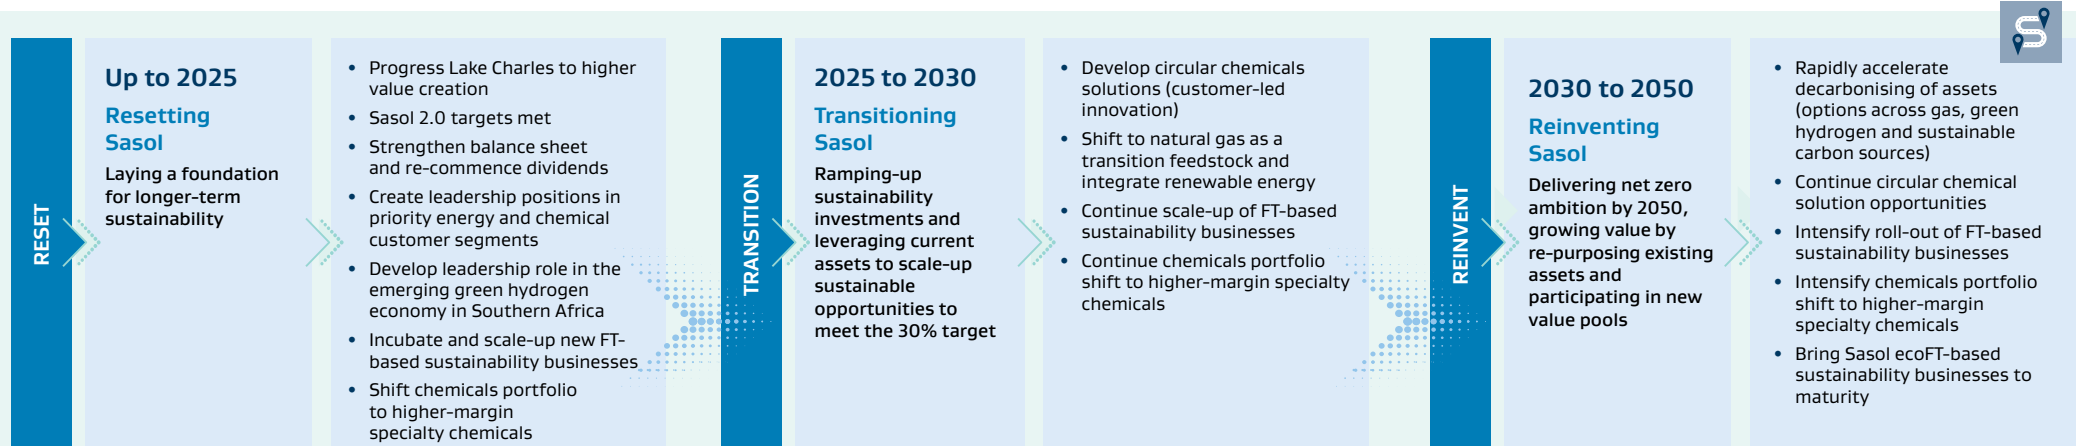 RESET
Up to 2025
Resetting
Sasol
Laying a foundation
for longer-term
sustainability
• Progress Lake Charles to higher
value creation
• Sasol 2.0 targets met
• Strengthen balance sheet
and re-commence dividends
• Create leadership positions in
priority energy and chemical
customer segments
• Develop leadership role in the
emerging green hydrogen
economy in Southern Africa
• Incubate and scale-up new FT-
based sustainability businesses
• Shift chemicals portfolio
to higher-margin
specialty chemicals
TRANSITION
2025 to 2030
Transitioning
Sasol
Ramping-up
sustainability
investments and
leveraging current
assets to scale-up
sustainable
opportunities to
meet the 30% target
• Develop circular chemicals
solutions (customer-led
innovation)
• Shift to natural gas as a
transition feedstock and
integrate renewable energy
• Continue scale-up of FT-based
sustainability businesses
• Continue chemicals portfolio
shift to higher-margin specialty
chemicals
REINVENT
2030 to 2050
Reinventing
Sasol
Delivering net zero
ambition by 2050,
growing value by
re-purposing existing
assets and
participating in new
value pools
• Rapidly accelerate
decarbonising of assets
(options across gas, green
hydrogen and sustainable
carbon sources)
• Continue circular chemical
solution opportunities
• Intensify roll-out of FT-based
sustainability businesses
• Intensify chemicals portfolio
shift to higher-margin
specialty chemicals
• Bring Sasol ecoFT-based
sustainability businesses to
maturity